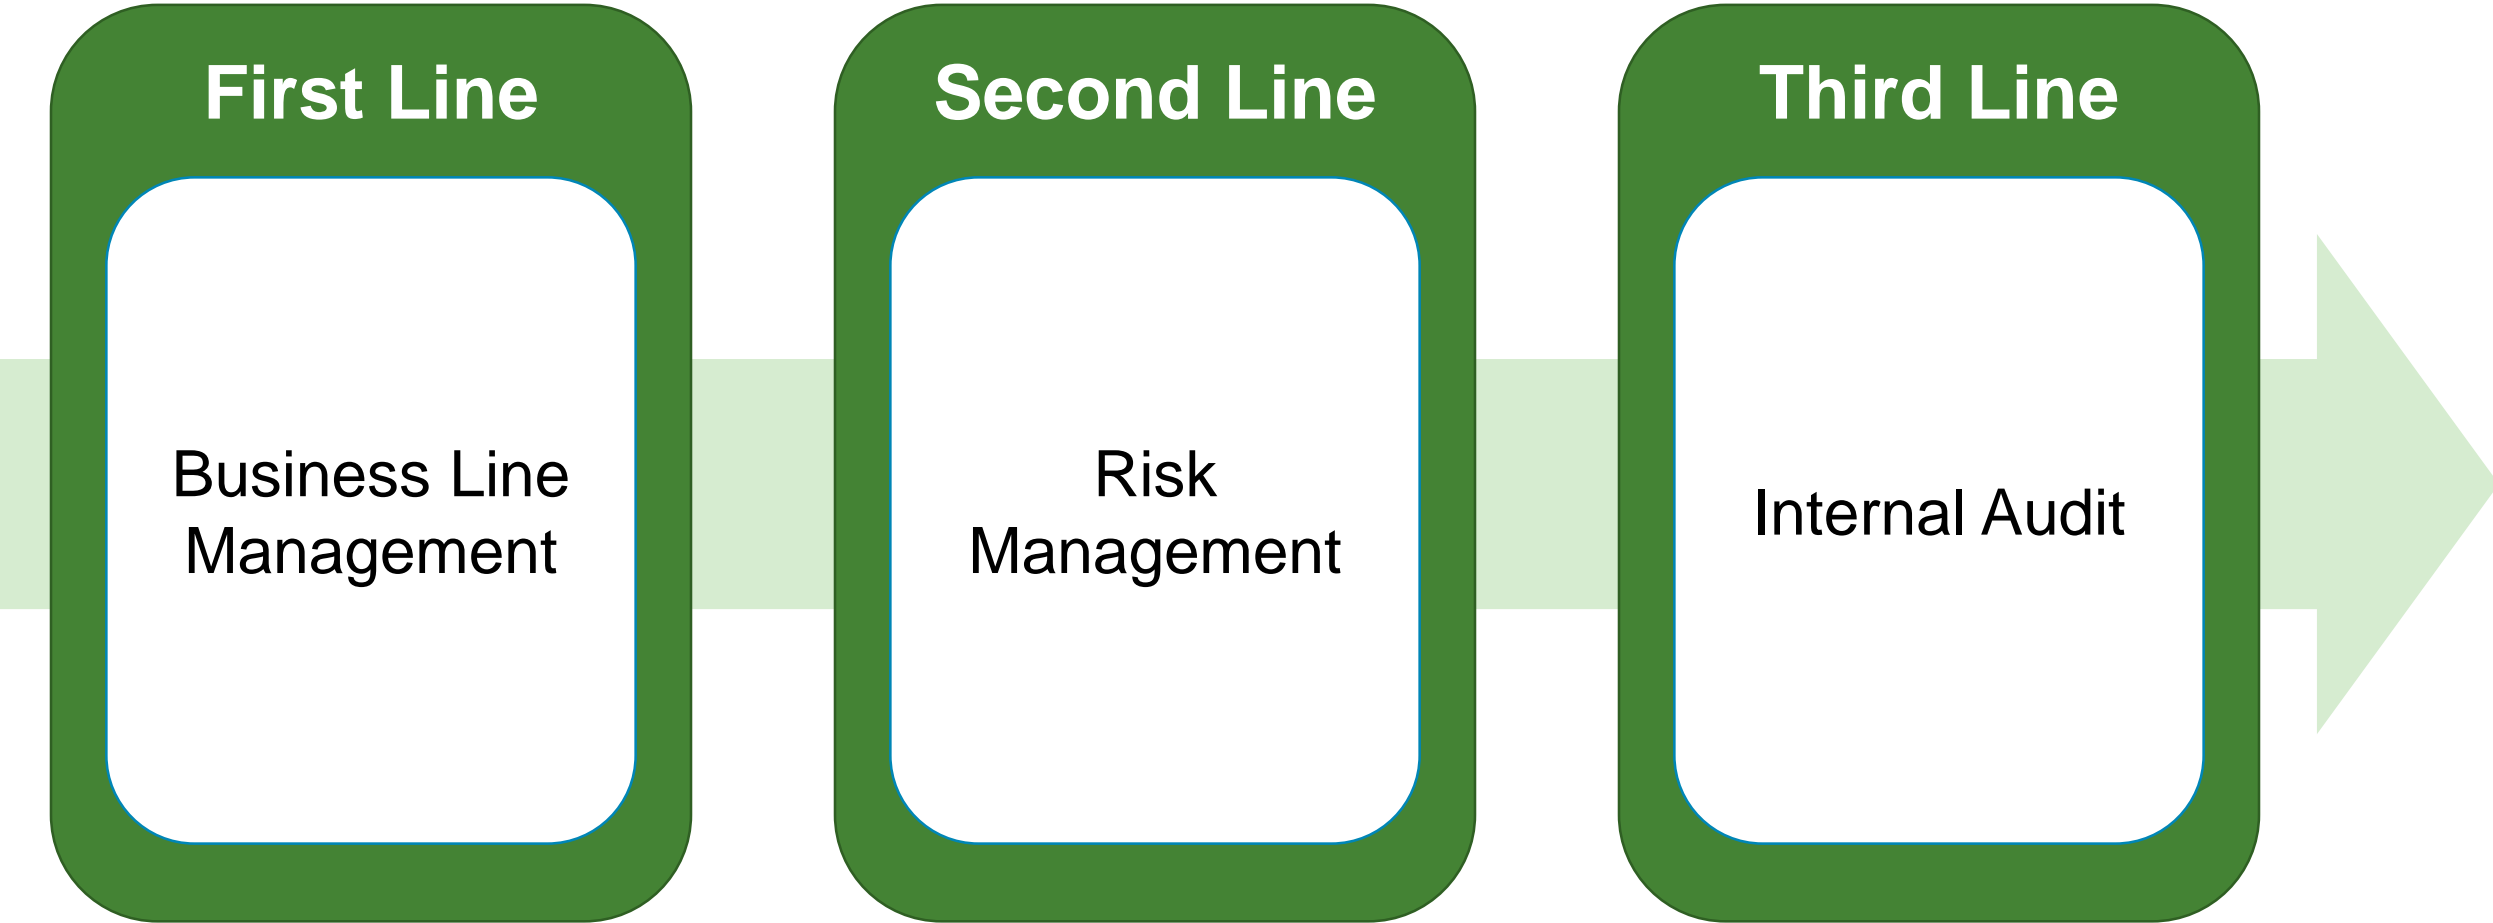 First Line
Business Line
Management
Second Line
Risk
Management
Third Line
Internal Audit